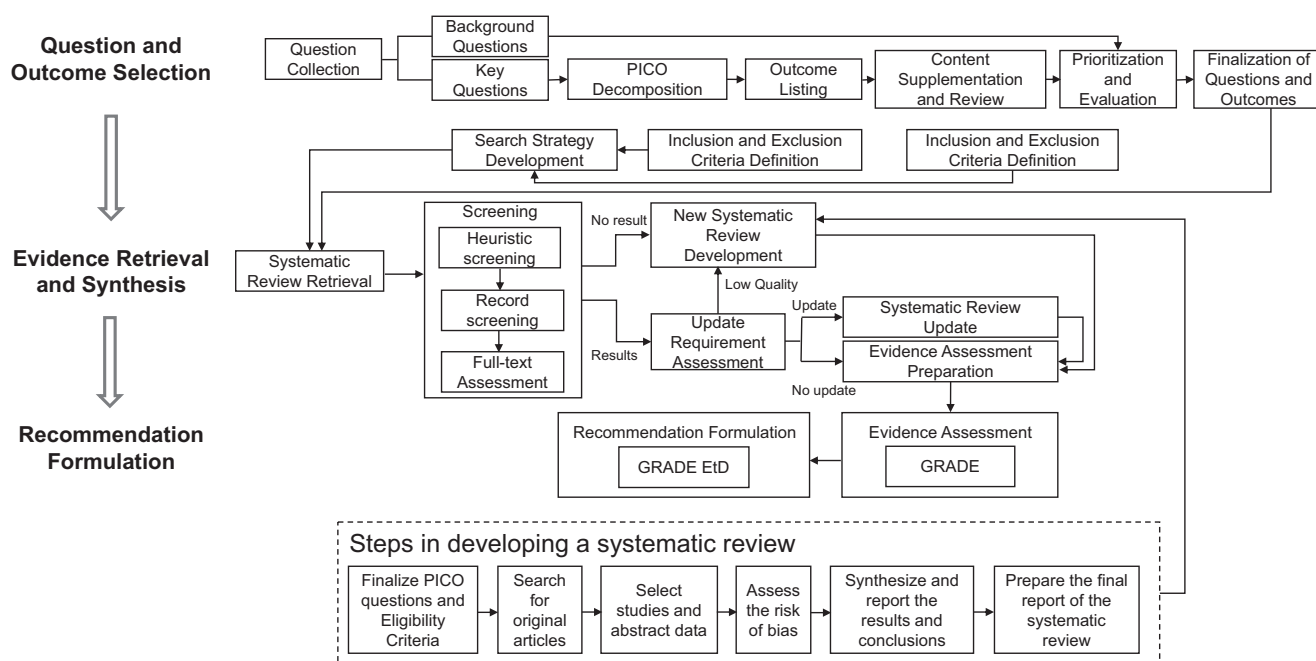 Question and
Outcome Selection
Question
Collection
Background
Questions
Key
Questions
PICO
Decomposition
Outcome
Listing
Content
Supplementation
and Review
Prioritization
and
Evaluation
Finalization of
Questions and
Outcomes
Search Strategy
Development
Inclusion and Exclusion
Criteria Definition
Inclusion and Exclusion
Criteria Definition
Evidence Retrieval
and Synthesis
Systematic
Review Retrieval
Screening
Heuristic
screening
Record
screening
Full-text
Assessment
No result
Results
New Systematic
Review
Development
Low Quality
Update
Requirement
Assessment
Update
No update
Systematic Review
Update
Evidence Assessment
Preparation
Recommendation
Formulation
Recommendation Formulation
GRADE EtD
Evidence Assessment
GRADE
Steps in developing a systematic review
Finalize PICO
questions and
Eligibility
Criteria
Search
for
original
articles
Select
studies and
abstract data
Assess
the risk
of bias
Synthesize and
report the
results and
conclusions
Prepare the final
report of the
systematic
review